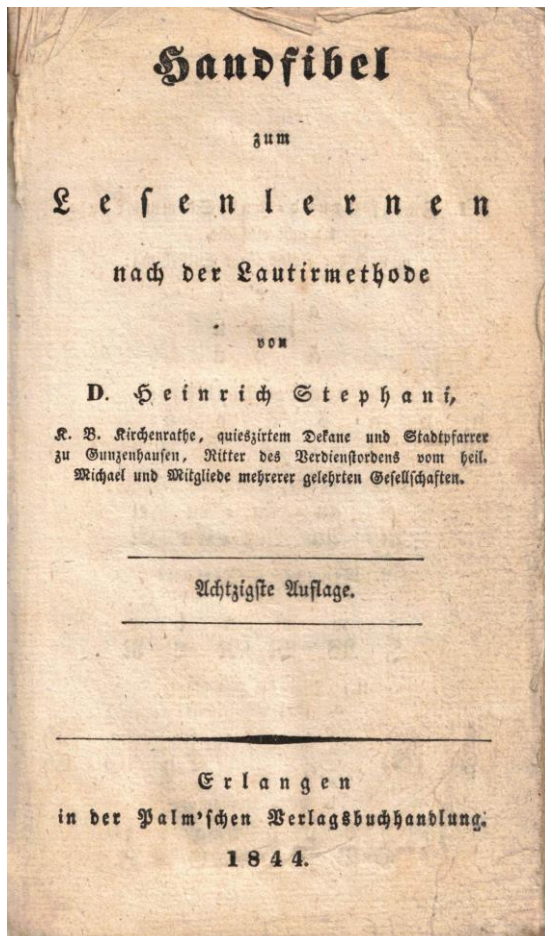 Handfibel
zum
Lesenlernen
nach der Lautirmethode
von
D. Heinrich Stephani,
K. B. Kirchenrathe, quieszirtem Dekane und Stadtpfarrer
zu Gunzenhausen, Ritter des Verdienstordens vom heil.
Michael und Mitgliede mehrerer gelehrten Gesellschaften.
Achtzigste Auflage.
Erlangen
in der Palm'schen Verlagsbuchhandlung.
1844.